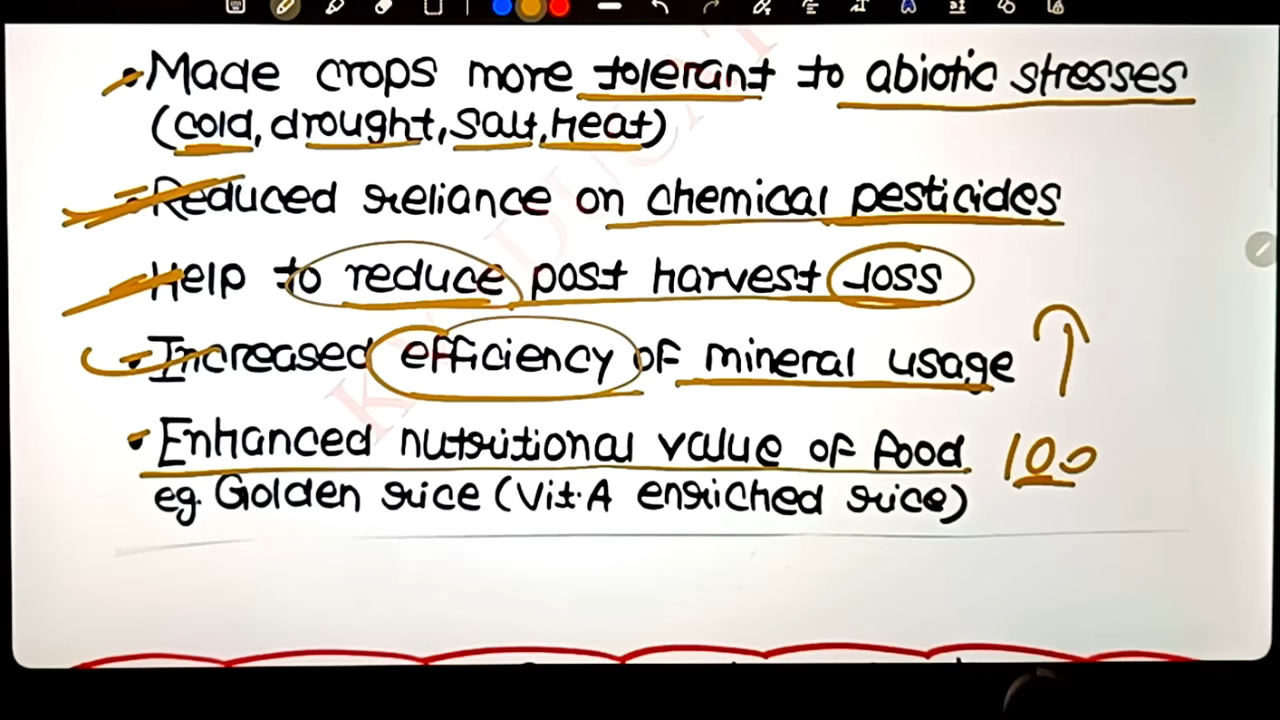 • Made crops more tolerant to abiotic stresses
(cold, drought, salt, heat)
• Reduced reliance on chemical pesticides
• Help to reduce post harvest loss
• Increased efficiency of mineral usage ↑
• Enhanced nutritional value of food 100
eg. Golden rice (Vit. A enriched rice)